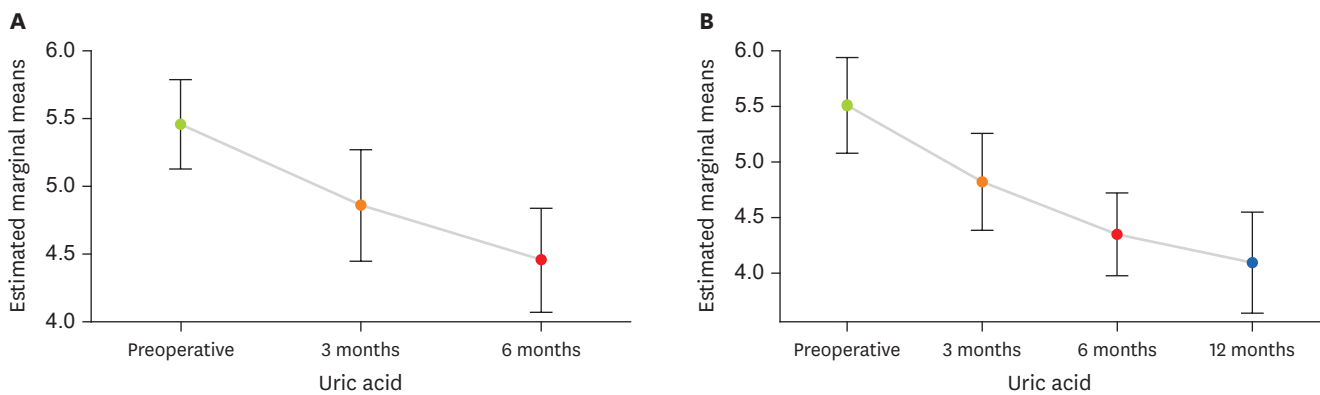 A
Estimated marginal means
6.0
5.5
5.0
4.5
4.0
Preoperative
3 months
6 months
Uric acid
B
Estimated marginal means
6.0
5.5
5.0
4.5
4.0
Preoperative
3 months
6 months
12 months
Uric acid